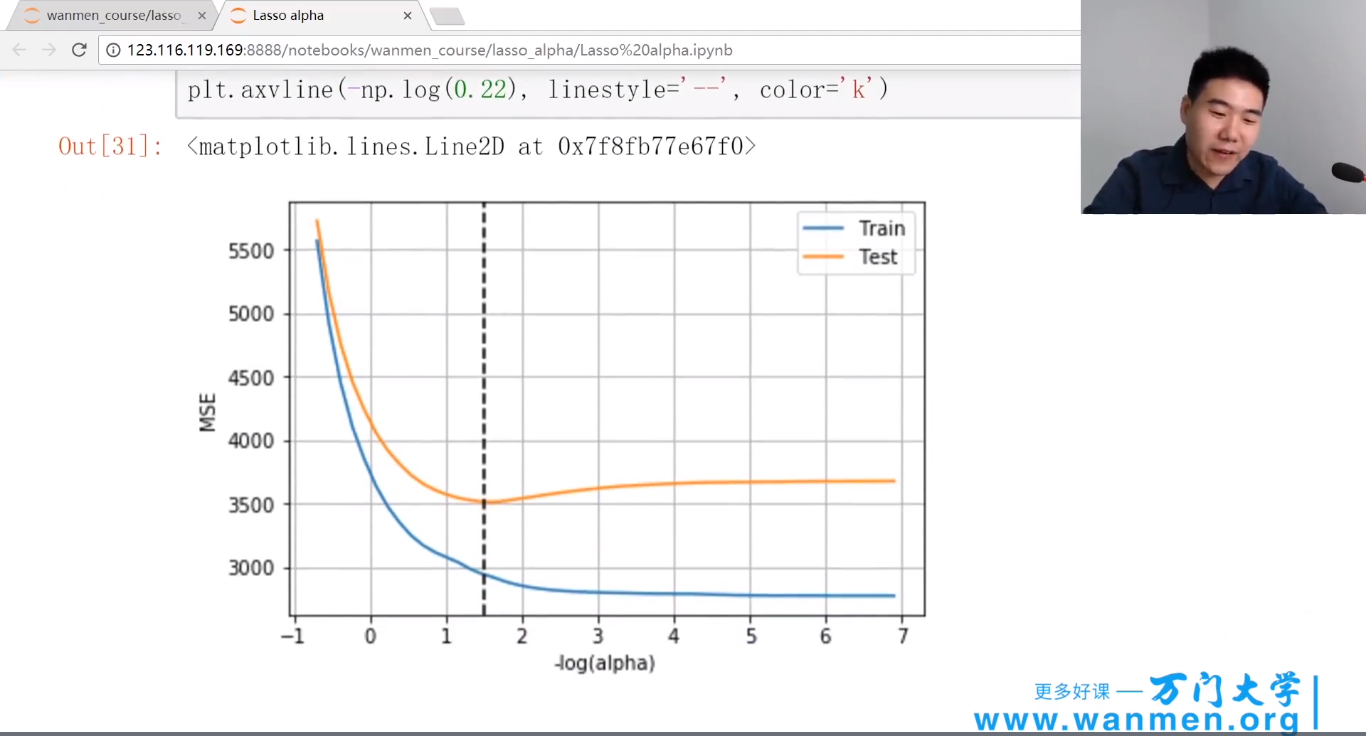 wanmen_course/lasso_
Lasso alpha
123.116.119.169:8888/notebooks/wanmen_course/lasso_alpha/Lasso%20alpha.ipynb
plt.axvline(-np.log(0.22), linestyle='--', color='k')
Out[31]: <matplotlib.lines.Line2D at 0x7f8fb77e67f0>
Train
Test
5500
5000
4500
4000
3500
3000
MSE
−1 0 1 2 3 4 5 6 7
-log(alpha)
更多好课 — 万门大学
www.wanmen.org